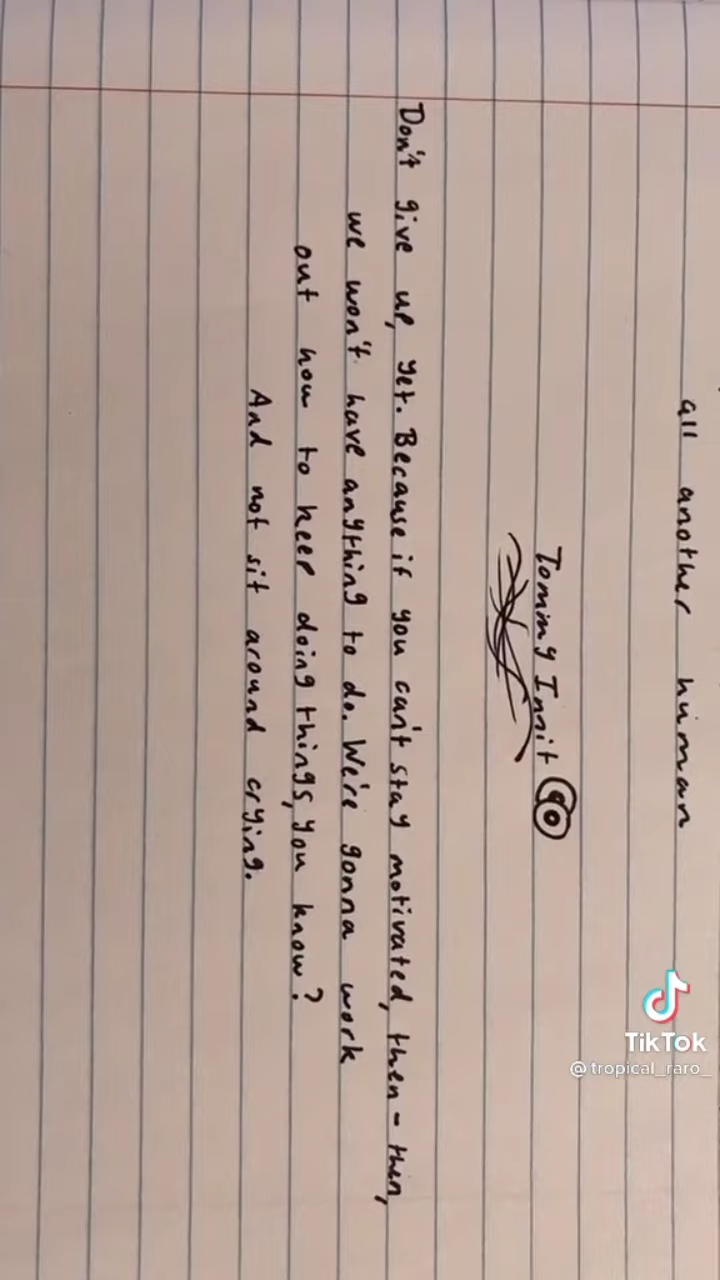 all another human
Tommy Innit
Don't give up, yet. Because if you can't stay motivated, then - then,
we won't have anything to do. We're gonna work
out how to keep doing things, you know?
And not sit around crying.
TikTok
@tropical_raro_